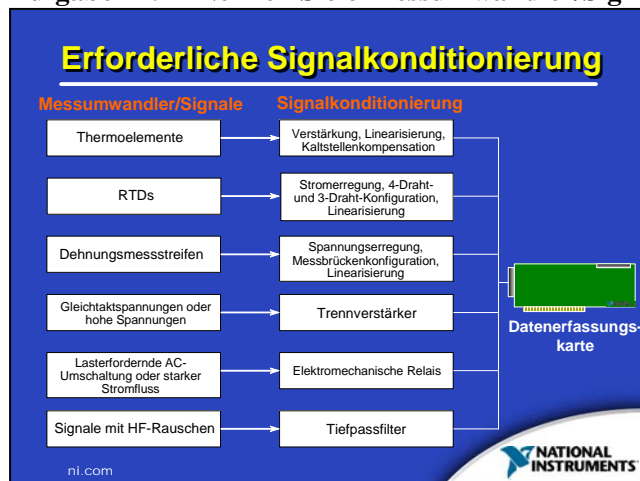 Erforderliche Signalkonditionierung
Messumwandler/Signale
Signalkonditionierung
Thermoelemente
Verstärkung, Linearisierung,
Kaltstellenkompensation
RTDs
Stromerregung, 4-Draht-
und 3-Draht-Konfiguration,
Linearisierung
Dehnungsmessstreifen
Spannungserregung,
Messbrückenkonfiguration,
Linearisierung
Gleichtaktspannungen oder
hohe Spannungen
Trennverstärker
Lasterfordernde AC-
Umschaltung oder starker
Stromfluss
Elektromechanische Relais
Signale mit HF-Rauschen
Tiefpassfilter
Datenerfassungs-
karte
ni.com
NATIONAL
INSTRUMENTS